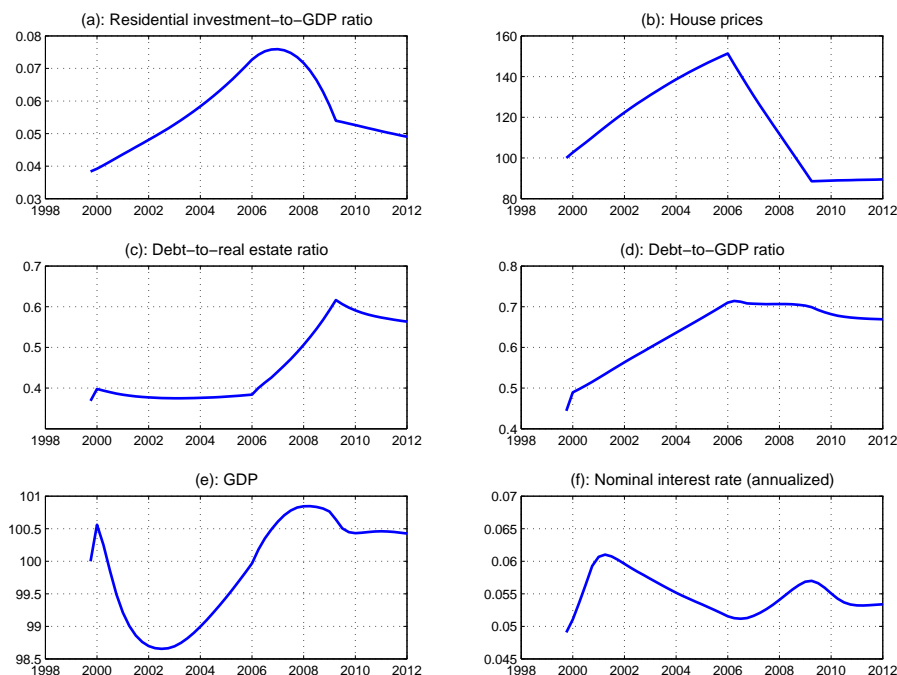 (a): Residential investment−to−GDP ratio
0.08
0.07
0.06
0.05
0.04
0.03
1998 2000 2002 2004 2006 2008 2010 2012
(b): House prices
160
140
120
100
80
1998 2000 2002 2004 2006 2008 2010 2012
(c): Debt−to−real estate ratio
0.7
0.6
0.5
0.4
1998 2000 2002 2004 2006 2008 2010 2012
(d): Debt−to−GDP ratio
0.8
0.7
0.6
0.5
0.4
1998 2000 2002 2004 2006 2008 2010 2012
(e): GDP
101
100.5
100
99.5
99
98.5
1998 2000 2002 2004 2006 2008 2010 2012
(f): Nominal interest rate (annualized)
0.07
0.065
0.06
0.055
0.05
0.045
1998 2000 2002 2004 2006 2008 2010 2012